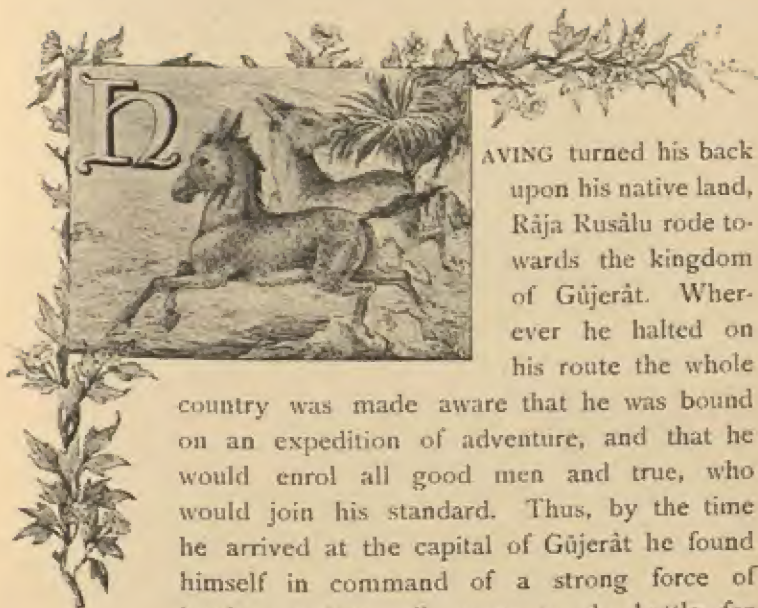 HAVING turned his back
upon his native land,
Râja Rusâlu rode to-
wards the kingdom
of Gûjerât. Wher-
ever he halted on
his route the whole
country was made aware that he was bound
on an expedition of adventure, and that he
would enrol all good men and true, who
would join his standard. Thus, by the time
he arrived at the capital of Gûjerât he found
himself in command of a strong force of